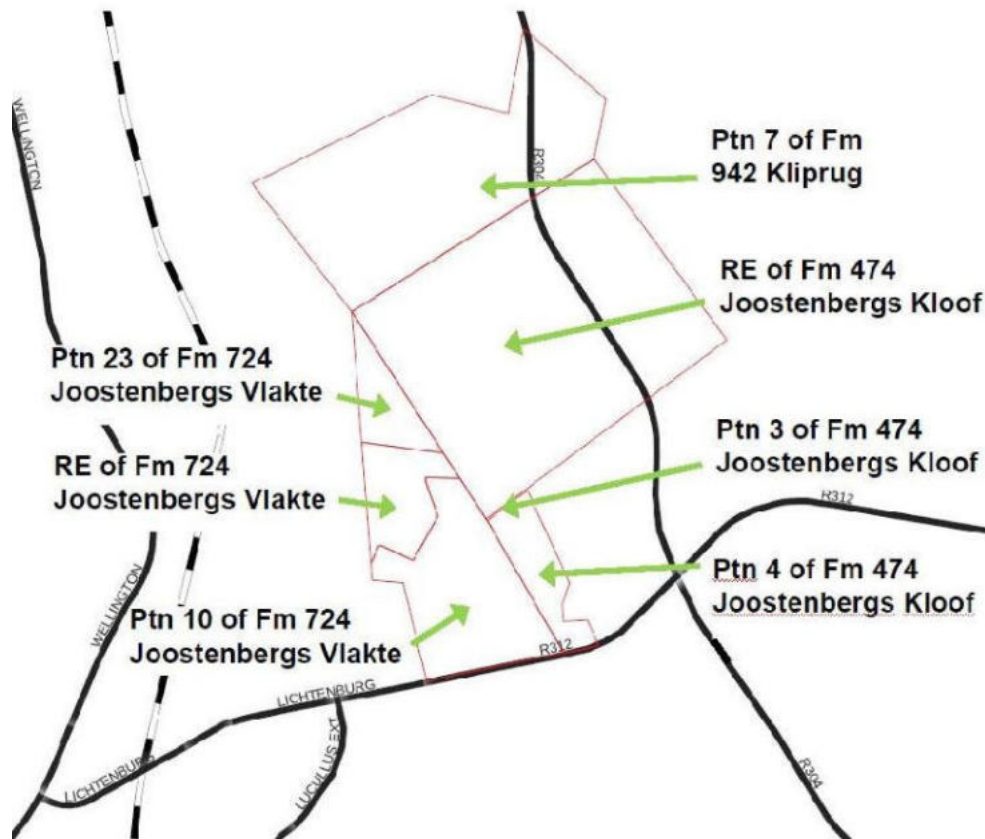 WELLINGTON
R304
Ptn 7 of Fm
942 Kliprug
RE of Fm 474
Joostenbergs Kloof
Ptn 23 of Fm 724
Joostenbergs Vlakte
RE of Fm 724
Joostenbergs Vlakte
Ptn 3 of Fm 474
Joostenbergs Kloof
R312
Ptn 4 of Fm 474
Joostenbergs Kloof
WELLINGTON
Ptn 10 of Fm 724
Joostenbergs Vlakte
R312
LICHTENBURG
LUCULLUS EXT
LICHTENBURG
R304